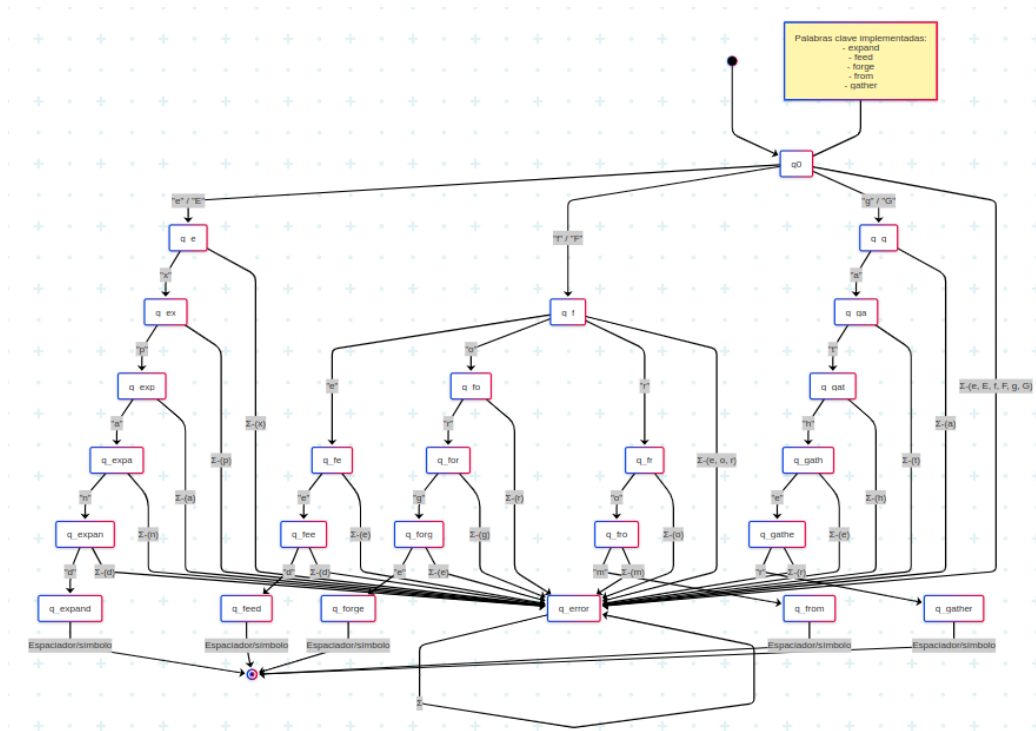 Palabras clave implementadas:
- expand
- feed
- forge
- from
- gather
q0
"e" / "E"
"g" / "G"
q_e
"f" / "F"
q_g
"x"
"a"
q_ex
q_f
q_ga
"p"
"o"
"t"
q_exp
"e"
q_fo
"r"
q_gat
Σ-(e, E, f, F, g, G)
"a"
Σ-(x)
"r"
"h"
Σ-(a)
q_expa
Σ-(p)
q_fe
q_for
q_fr
Σ-(e, o, r)
q_gath
Σ-(t)
"n"
Σ-(a)
"e"
"g"
Σ-(r)
"o"
"e"
Σ-(h)
q_expan
Σ-(n)
q_fee
Σ-(e)
q_forg
Σ-(g)
q_fro
Σ-(o)
q_gathe
Σ-(e)
"d"
Σ-(d)
"d"
Σ-(d)
"e"
Σ-(e)
"m"
Σ-(m)
"r"
Σ-(r)
q_expand
q_feed
q_forge
q_error
q_from
q_gather
Espaciador/símbolo
Espaciador/símbolo
Espaciador/símbolo
Espaciador/símbolo
Espaciador/símbolo
Σ